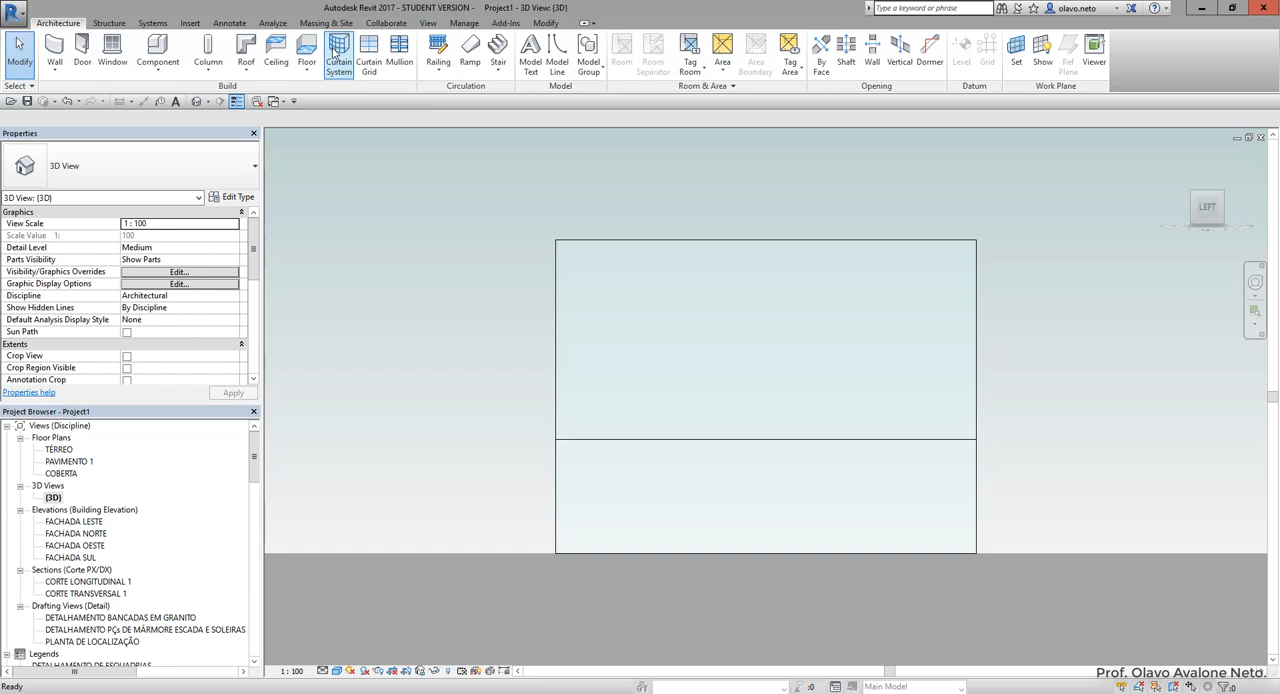 Autodesk Revit 2017 - STUDENT VERSION - Project1 - 3D View: {3D}
Type a keyword or phrase
olavo.neto
Architecture Structure Systems Insert Annotate Analyze Massing & Site Collaborate View Manage Add-Ins Modify
Modify Wall Door Window Component Column Roof Ceiling Floor Curtain System Curtain Grid Mullion Railing Ramp Stair Model Text Model Line Model Group Room Room Separator Tag Room Area Area Boundary Tag Area By Face Shaft Wall Vertical Dormer Level Grid Set Show Ref Plane Viewer
Select Build Circulation Model Room & Area Opening Datum Work Plane
Properties
3D View
3D View: {3D} Edit Type
Graphics
View Scale 1 : 100
Scale Value 1: 100
Detail Level Medium
Parts Visibility Show Parts
Visibility/Graphics Overrides Edit...
Graphic Display Options Edit...
Discipline Architectural
Show Hidden Lines By Discipline
Default Analysis Display Style None
Sun Path
Extents
Crop View
Crop Region Visible
Annotation Crop
Properties help Apply
LEFT
Project Browser - Project1
Views (Discipline)
Floor Plans
TÉRREO
PAVIMENTO 1
COBERTA
3D Views
{3D}
Elevations (Building Elevation)
FACHADA LESTE
FACHADA NORTE
FACHADA OESTE
FACHADA SUL
Sections (Corte PX/DX)
CORTE LONGITUDINAL 1
CORTE TRANSVERSAL 1
Drafting Views (Detail)
DETALHAMENTO BANCADAS EM GRANITO
DETALHAMENTO PÇs DE MÁRMORE ESCADA E SOLEIRAS
PLANTA DE LOCALIZAÇÃO
Legends
DETALHAMENTO DE ESQUADRIAS
1 : 100
Prof. Olavo Avalone Neto.
Ready
:0
Main Model
:0